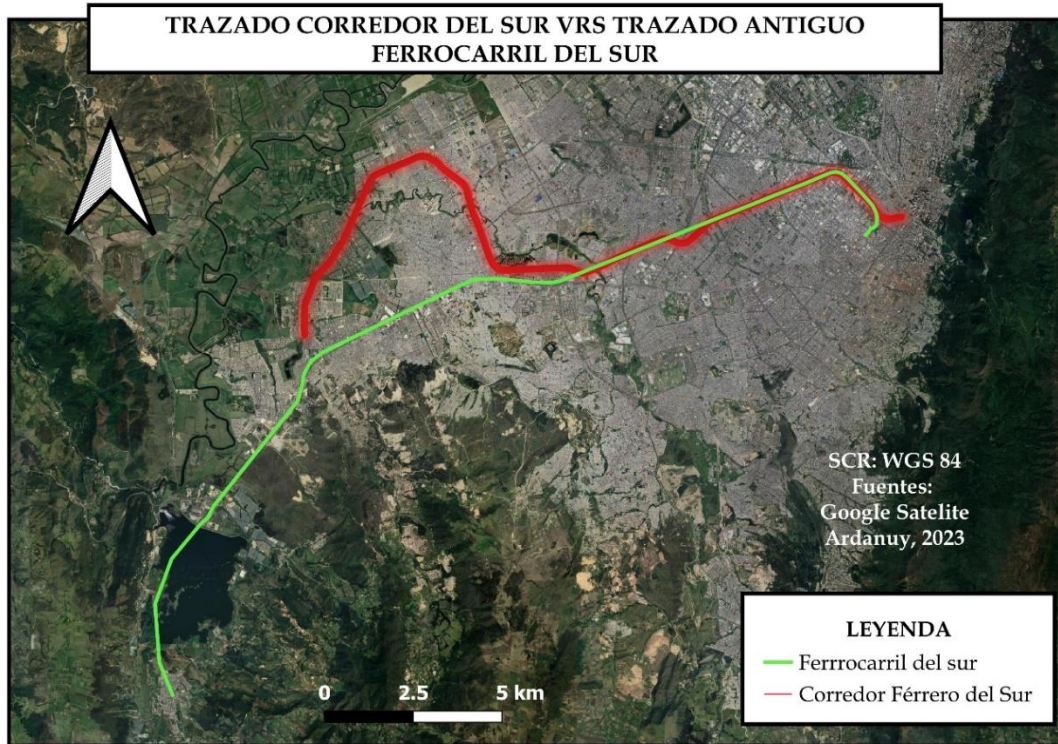 TRAZADO CORREDOR DEL SUR VRS TRAZADO ANTIGUO
FERROCARRIL DEL SUR
SCR: WGS 84
Fuentes:
Google Satelite
Ardanuy, 2023
LEYENDA
Ferrrocarril del sur
Corredor Férrero del Sur
0 2.5 5 km